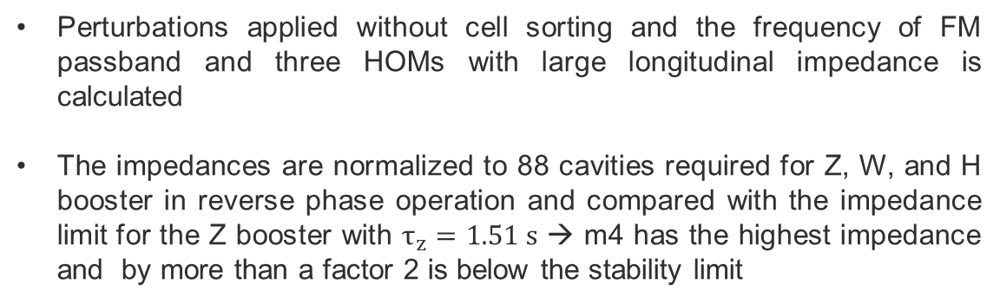 • Perturbations applied without cell sorting and the frequency of FM
passband and three HOMs with large longitudinal impedance is
calculated
• The impedances are normalized to 88 cavities required for Z, W, and H
booster in reverse phase operation and compared with the impedance
limit for the Z booster with τz = 1.51 s → m4 has the highest impedance
and by more than a factor 2 is below the stability limit